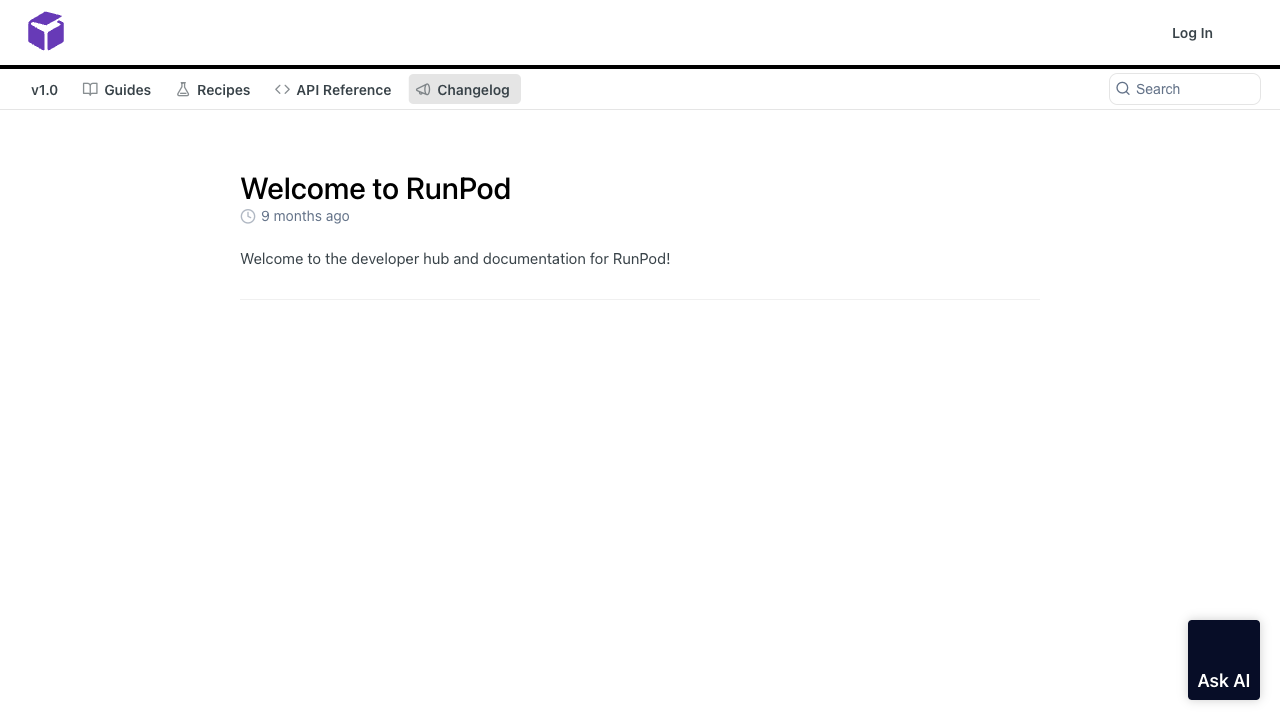 Log In
v1.0 Guides Recipes API Reference Changelog Search
Welcome to RunPod
9 months ago
Welcome to the developer hub and documentation for RunPod!
Ask AI